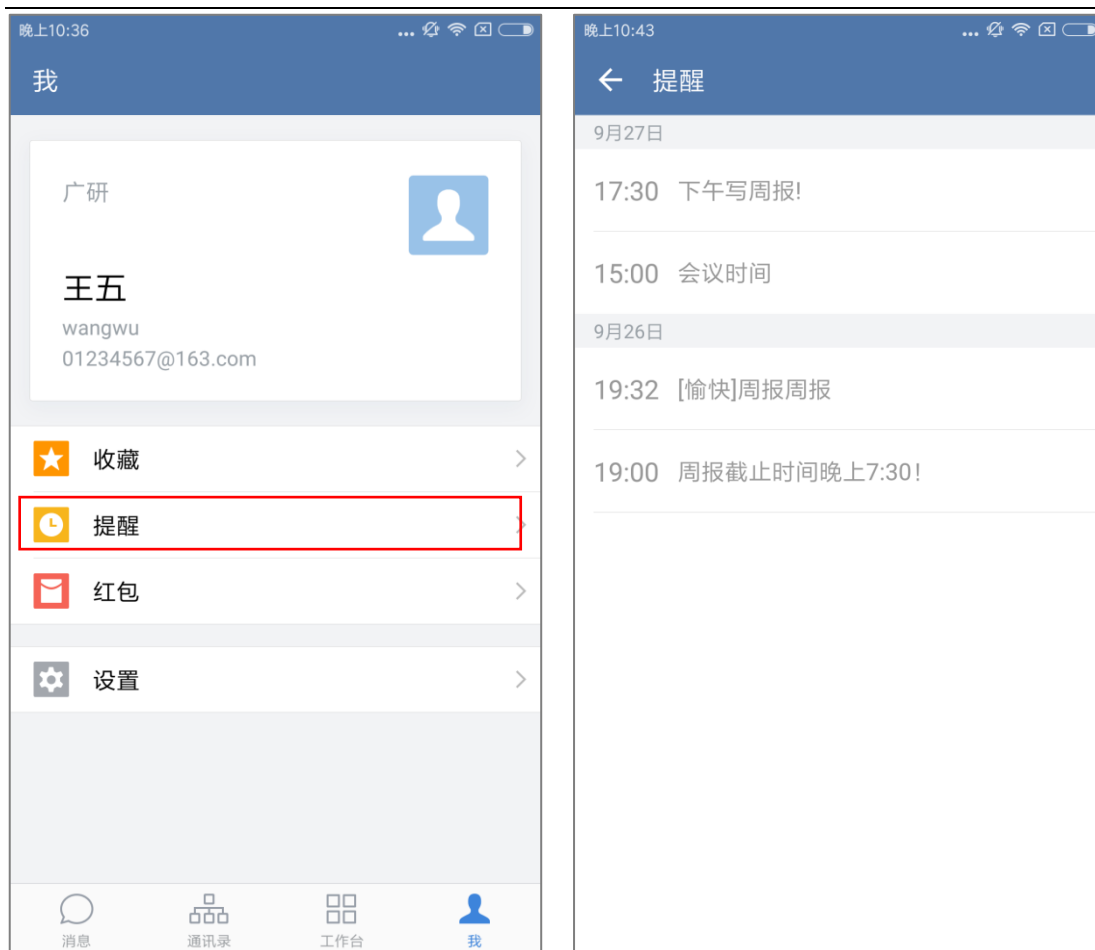 晚上10:36
我
广研
王五
wangwu
01234567@163.com
收藏
提醒
红包
设置
消息
通讯录
工作台
我
晚上10:43
提醒
9月27日
17:30 下午写周报!
15:00 会议时间
9月26日
19:32 [愉快]周报周报
19:00 周报截止时间晚上7:30!